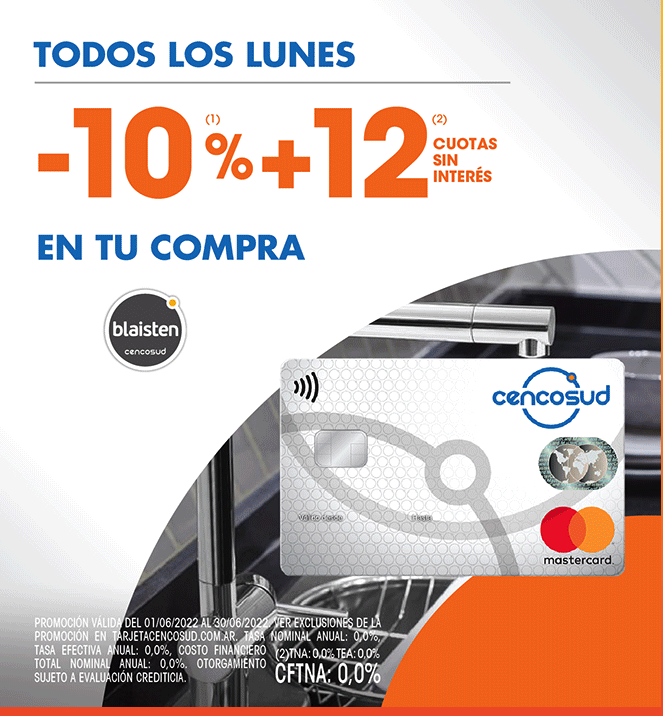 TODOS LOS LUNES
-10(1)%+12(2) CUOTAS
SIN
INTERÉS
EN TU COMPRA
blaisten
cencosud
cencosud
Válido desde Hasta
mastercard.
PROMOCIÓN VÁLIDA DEL 01/06/2022 AL 30/06/2022. VER EXCLUSIONES DE LA
PROMOCIÓN EN TARJETACENCOSUD.COM.AR. TASA NOMINAL ANUAL: 0,0%,
TASA EFECTIVA ANUAL: 0,0%, COSTO FINANCIERO
TOTAL NOMINAL ANUAL: 0,0%. OTORGAMIENTO
SUJETO A EVALUACIÓN CREDITICIA.
(2)TNA: 0,0% TEA: 0,0%
CFTNA: 0,0%